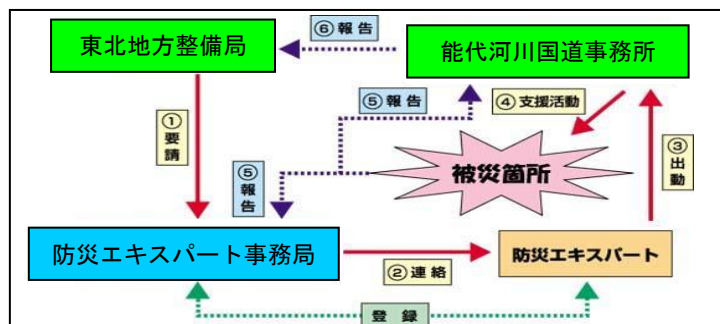 東北地方整備局
⑥報告
能代河川国道事務所
①要請
⑤報告
④支援活動
③出動
⑤報告
被災箇所
防災エキスパート事務局
②連絡
防災エキスパート
登録